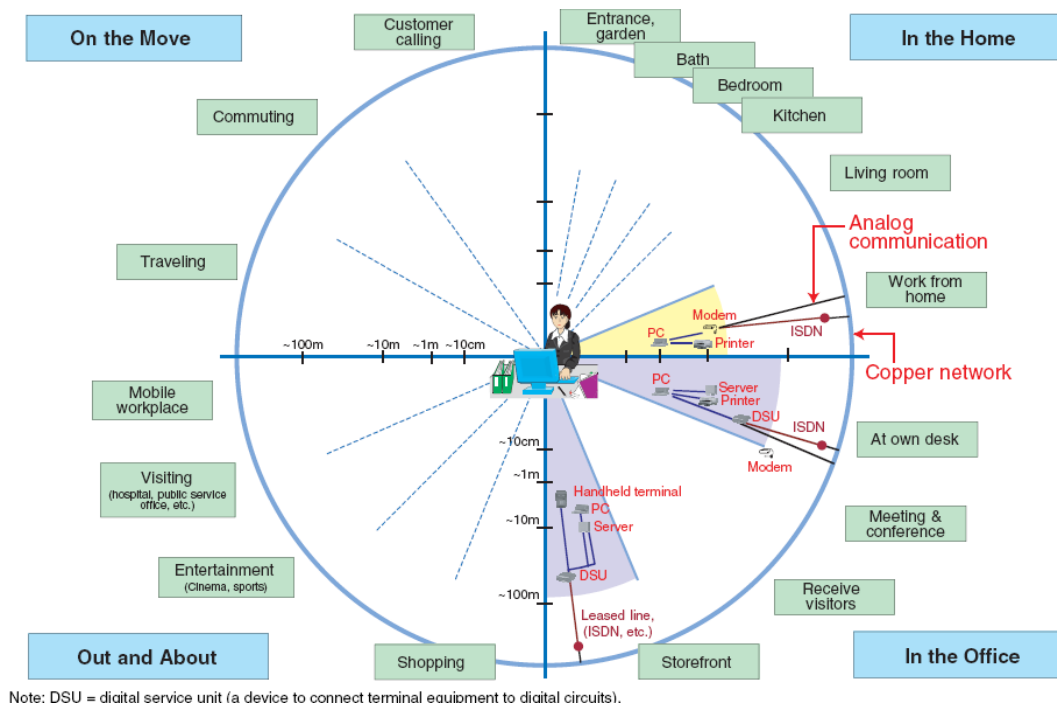 On the Move
Customer
calling
Entrance,
garden
Bath
Bedroom
Kitchen
In the Home
Commuting
Living room
Analog
communication
Traveling
Work from
home
Modem
PC
Printer
ISDN
~100m
~10m
~1m
~10cm
Copper network
Mobile
workplace
PC
Server
Printer
DSU
ISDN
At own desk
Modem
~10cm
~1m
~10m
~100m
Visiting
(hospital, public service
office, etc.)
Handheld terminal
PC
Server
DSU
Meeting &
conference
Entertainment
(Cinema, sports)
Receive
visitors
Leased line,
(ISDN, etc.)
Out and About
Shopping
Storefront
In the Office
Note: DSU = digital service unit (a device to connect terminal equipment to digital circuits).